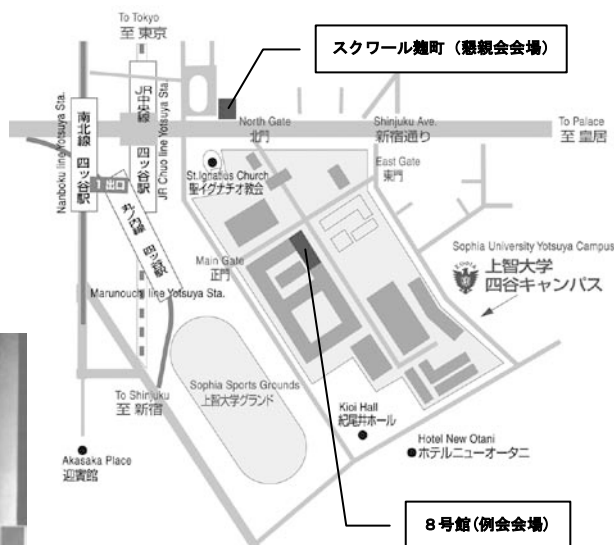 To Tokyo
至 東京
スクワール麹町（懇親会会場）
Nanboku line Yotsuya Sta.
南北線 四ッ谷駅
JR中央線 四ッ谷駅
JR Chuo line Yotsuya Sta.
North Gate
北門
Shinjuku Ave.
新宿通り
To Palace
至 皇居
East Gate
東門
St.Ignatius Church
聖イグナチオ教会
1 出口
丸ノ内線 四ッ谷駅
Marunouchi line Yotsuya Sta.
Main Gate
正門
Sophia University Yotsuya Campus
上智大学
四谷キャンパス
To Shinjuku
至 新宿
Sophia Sports Grounds
上智大学グランド
Kioi Hall
紀尾井ホール
Hotel New Otani
ホテルニューオータニ
Akasaka Place
迎賓館
８号館(例会会場)